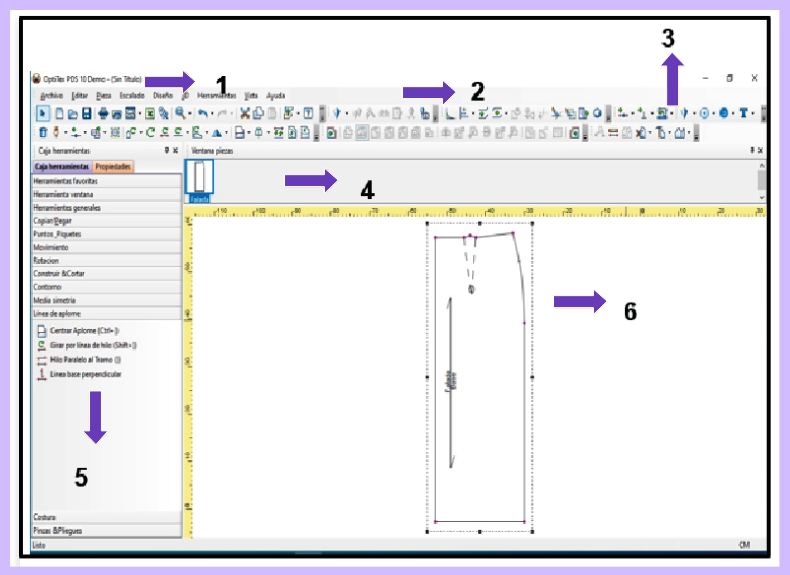 3
OptiTex PDS 10 Demo - (Sin Título)
1
2
Archivo Editar Pieza Escalado Diseño 3D Herramientas Vista Ayuda
Caja herramientas
Ventana piezas
Caja herramientas Propiedades
Herramientas favoritas
Herramienta ventana
Herramientas generales
Copiar/Pegar
Puntos_Piquetes
Movimiento
Rotacion
Construir &Cortar
Contorno
Media simetria
Linea de aplome
Centrar Aplome (Ctrl+))
Girar por línea de hilo (Shift+))
Hilo Paralelo al Tramo ())
Linea base perpendicular
5
Costura
Pinzas &Pliegues
Listo
4
Falada
6
CM